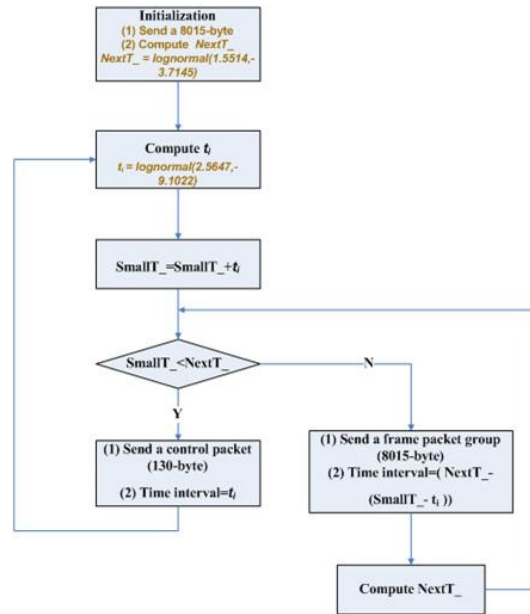 Initialization
(1) Send a 8015-byte
(2) Compute NextT_
NextT_ = lognormal(1.5514,-
3.7145)
Compute ti
ti = lognormal(2.5647,-
9.1022)
SmallT_=SmallT_+ti
SmallT_<NextT_
N
Y
(1) Send a control packet
(130-byte)
(2) Time interval=ti
(1) Send a frame packet group
(8015-byte)
(2) Time interval=( NextT_-
(SmallT_- ti ))
Compute NextT_